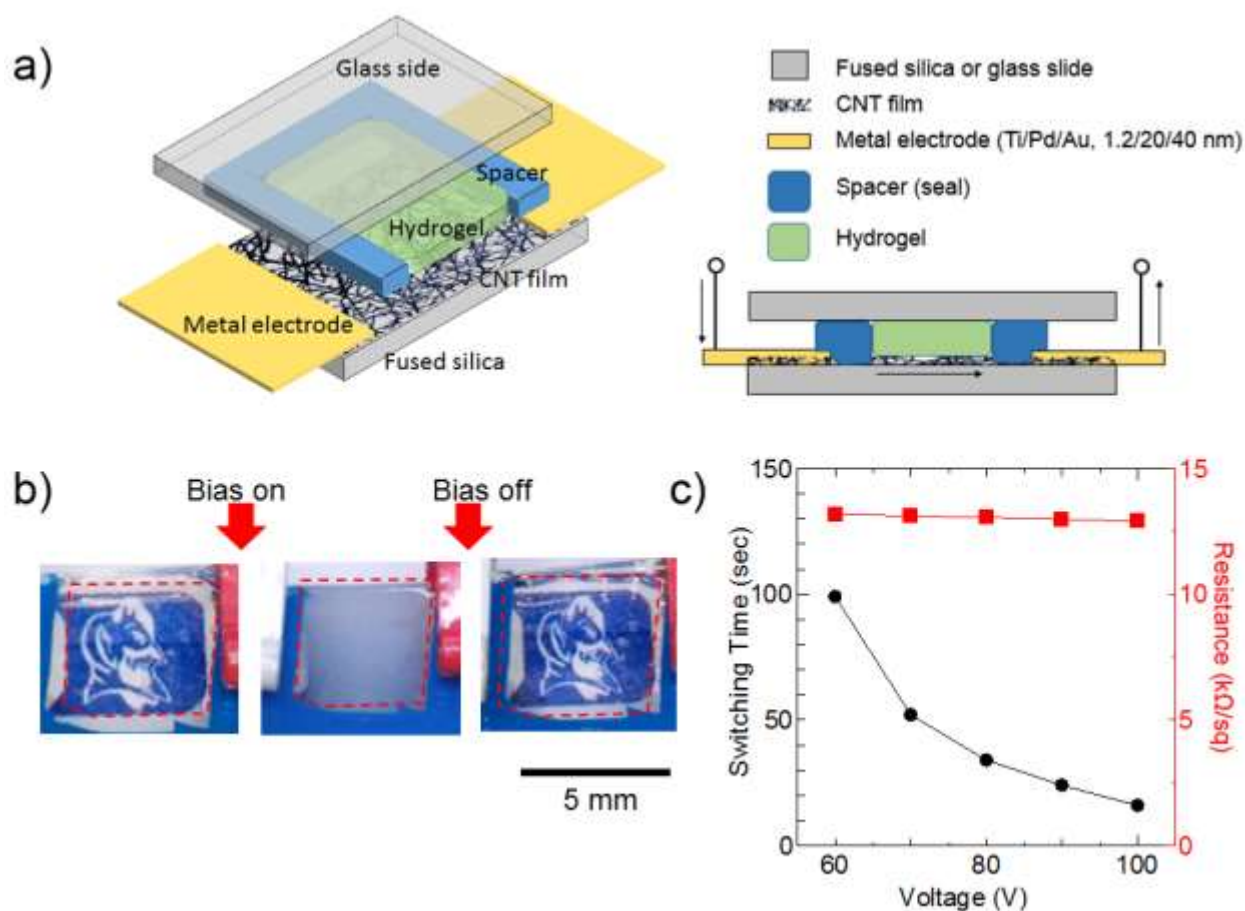 a)
Glass side
Spacer
Hydrogel
CNT film
Metal electrode
Fused silica
Fused silica or glass slide
CNT film
Metal electrode (Ti/Pd/Au, 1.2/20/40 nm)
Spacer (seal)
Hydrogel
b)
Bias on
Bias off
5 mm
c)
150
100
50
0
Switching Time (sec)
60
80
100
Voltage (V)
15
10
5
0
Resistance (kΩ/sq)